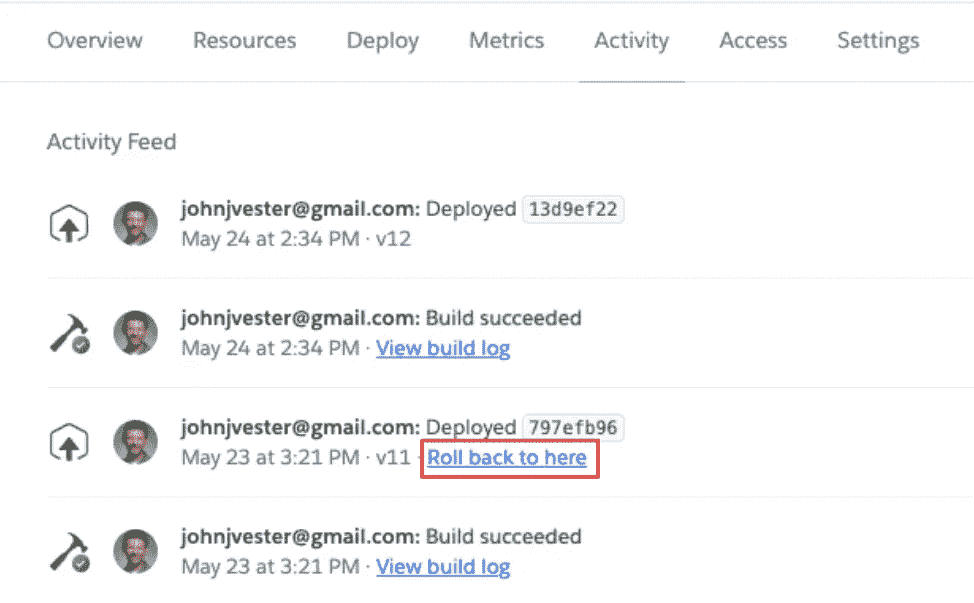 Overview Resources Deploy Metrics Activity Access Settings
Activity Feed
johnjvester@gmail.com: Deployed 13d9ef22
May 24 at 2:34 PM · v12
johnjvester@gmail.com: Build succeeded
May 24 at 2:34 PM · View build log
johnjvester@gmail.com: Deployed 797efb96
May 23 at 3:21 PM · v11 · Roll back to here
johnjvester@gmail.com: Build succeeded
May 23 at 3:21 PM · View build log